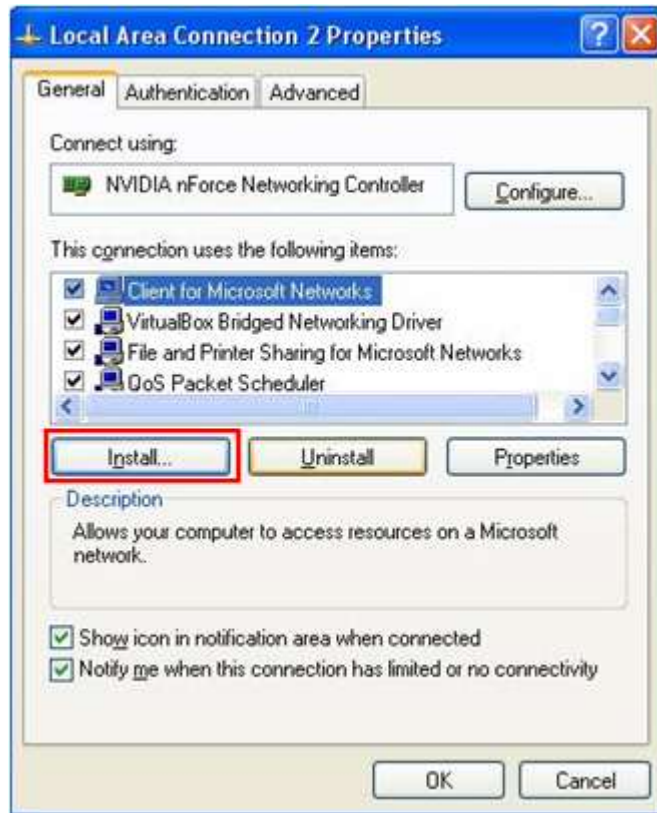 Local Area Connection 2 Properties
General Authentication Advanced
Connect using:
NVIDIA nForce Networking Controller
Configure...
This connection uses the following items:
Client for Microsoft Networks
VirtualBox Bridged Networking Driver
File and Printer Sharing for Microsoft Networks
QoS Packet Scheduler
Install... Uninstall Properties
Description
Allows your computer to access resources on a Microsoft
network.
Show icon in notification area when connected
Notify me when this connection has limited or no connectivity
OK Cancel